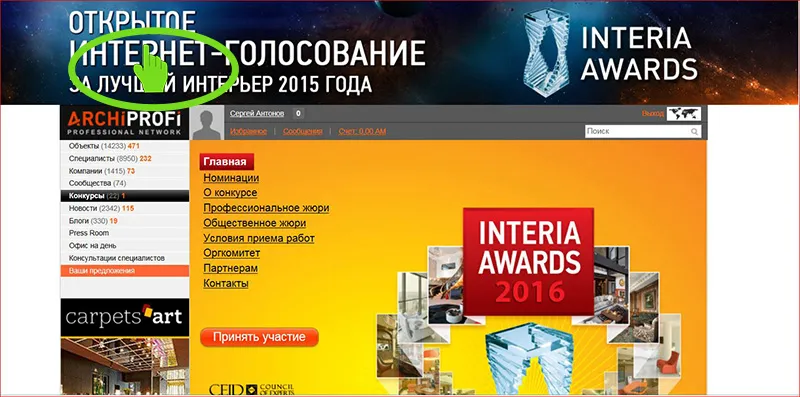 ОТКРЫТОЕ
ИНТЕРНЕТ-ГОЛОСОВАНИЕ
ЗА ЛУЧШИЙ ИНТЕРЬЕР 2015 ГОДА
INTERIA
AWARDS
ARCHiPROFi
PROFESSIONAL NETWORK
Сергей Антонов 0
Выход
Избранное | Сообщения | Счет: 0,00 AM
Поиск
Объекты (14233) 471
Специалисты (8950) 232
Компании (1415) 73
Сообщества (74)
Конкурсы (22) 1
Новости (2342) 115
Блоги (330) 19
Press Room
Офис на день
Консультации специалистов
Ваши предложения
carpets art
Главная
Номинации
О конкурсе
Профессиональное жюри
Общественное жюри
Условия приема работ
Оргкомитет
Партнерам
Контакты
Принять участие
INTERIA
AWARDS
2016
COUNCIL
OF EXPERTS